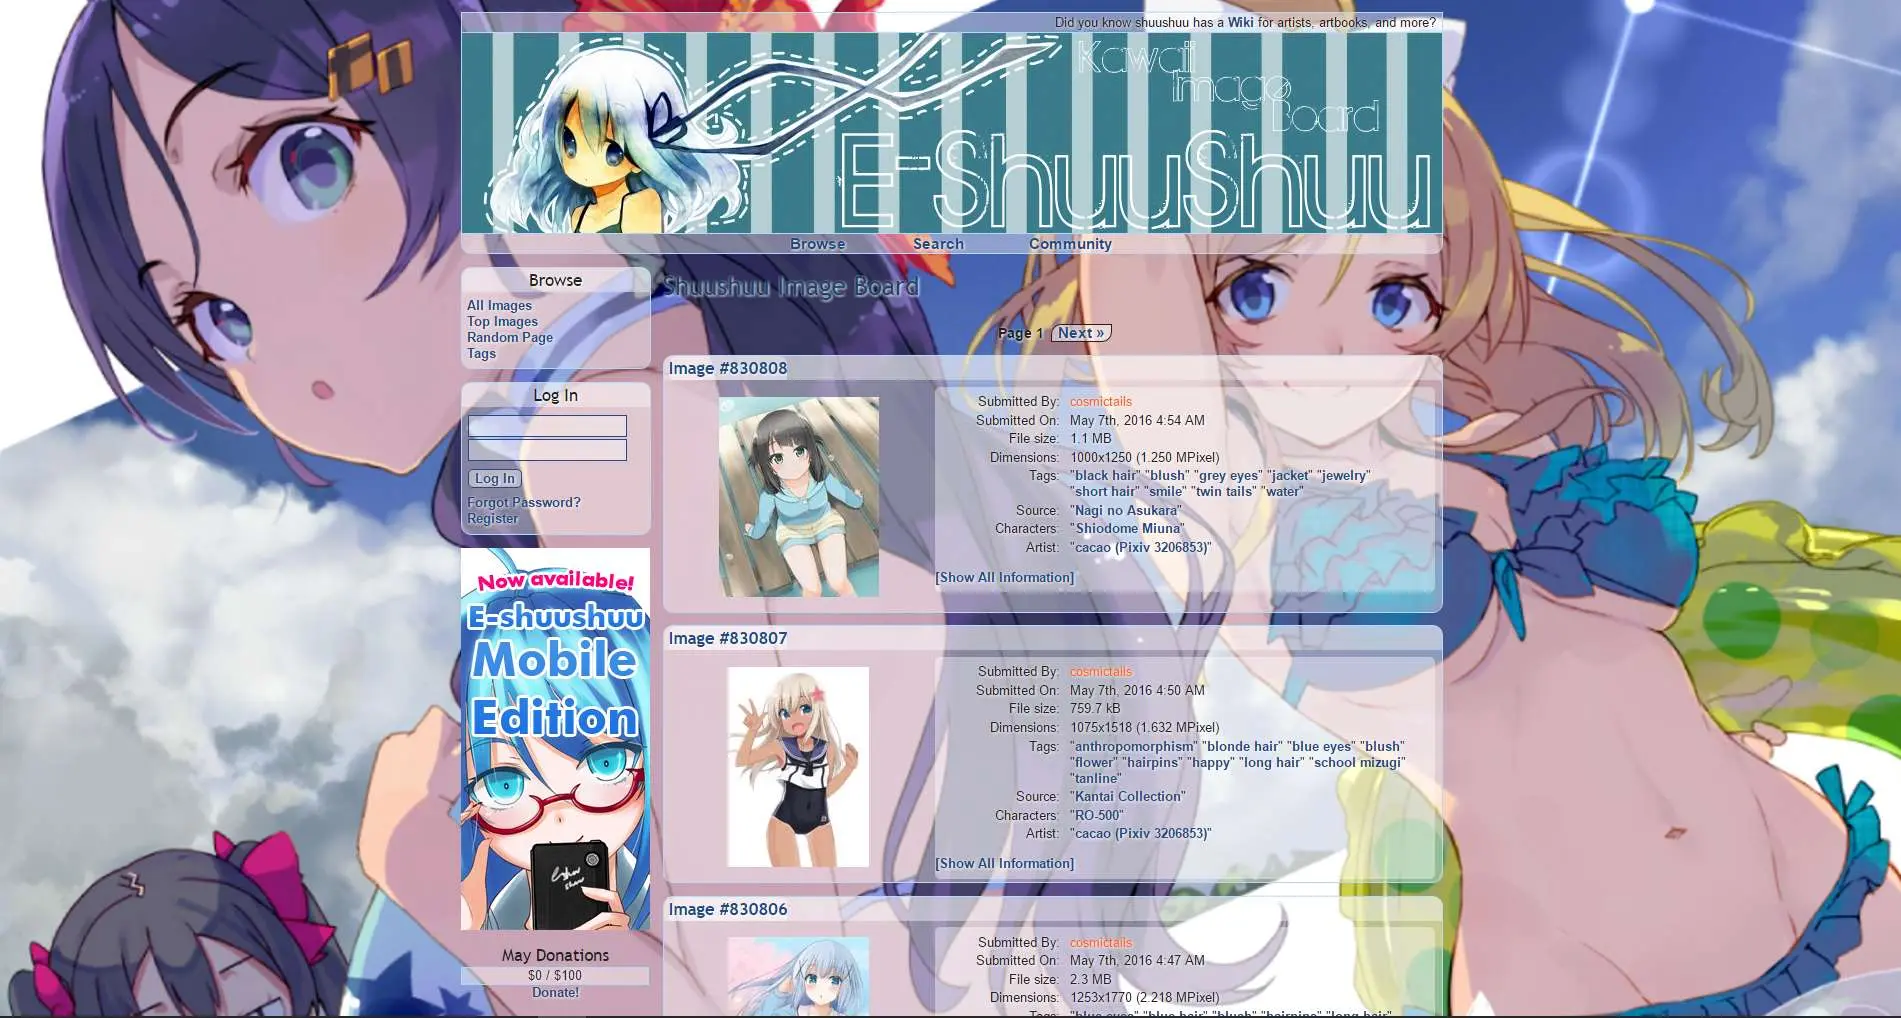 Did you know shuushuu has a Wiki for artists, artbooks, and more?
Kawaii
Image
Board
E-ShuuShuu
Browse Search Community
Browse
All Images
Top Images
Random Page
Tags
Log In
Log In
Forgot Password?
Register
Now available!
E-shuushuu
Mobile
Edition
May Donations
$0 / $100
Donate!
Shuushuu Image Board
Page 1 Next »
Image #830808
Submitted By: cosmictails
Submitted On: May 7th, 2016 4:54 AM
File size: 1.1 MB
Dimensions: 1000x1250 (1.250 MPixel)
Tags: "black hair" "blush" "grey eyes" "jacket" "jewelry"
"short hair" "smile" "twin tails" "water"
Source: "Nagi no Asukara"
Characters: "Shiodome Miuna"
Artist: "cacao (Pixiv 3206853)"
[Show All Information]
Image #830807
Submitted By: cosmictails
Submitted On: May 7th, 2016 4:50 AM
File size: 759.7 kB
Dimensions: 1075x1518 (1.632 MPixel)
Tags: "anthropomorphism" "blonde hair" "blue eyes" "blush"
"flower" "hairpins" "happy" "long hair" "school mizugi"
"tanline"
Source: "Kantai Collection"
Characters: "RO-500"
Artist: "cacao (Pixiv 3206853)"
[Show All Information]
Image #830806
Submitted By: cosmictails
Submitted On: May 7th, 2016 4:47 AM
File size: 2.3 MB
Dimensions: 1253x1770 (2.218 MPixel)
Tags: "blue eyes" "blue hair" "blush" "hairpins" "long hair"